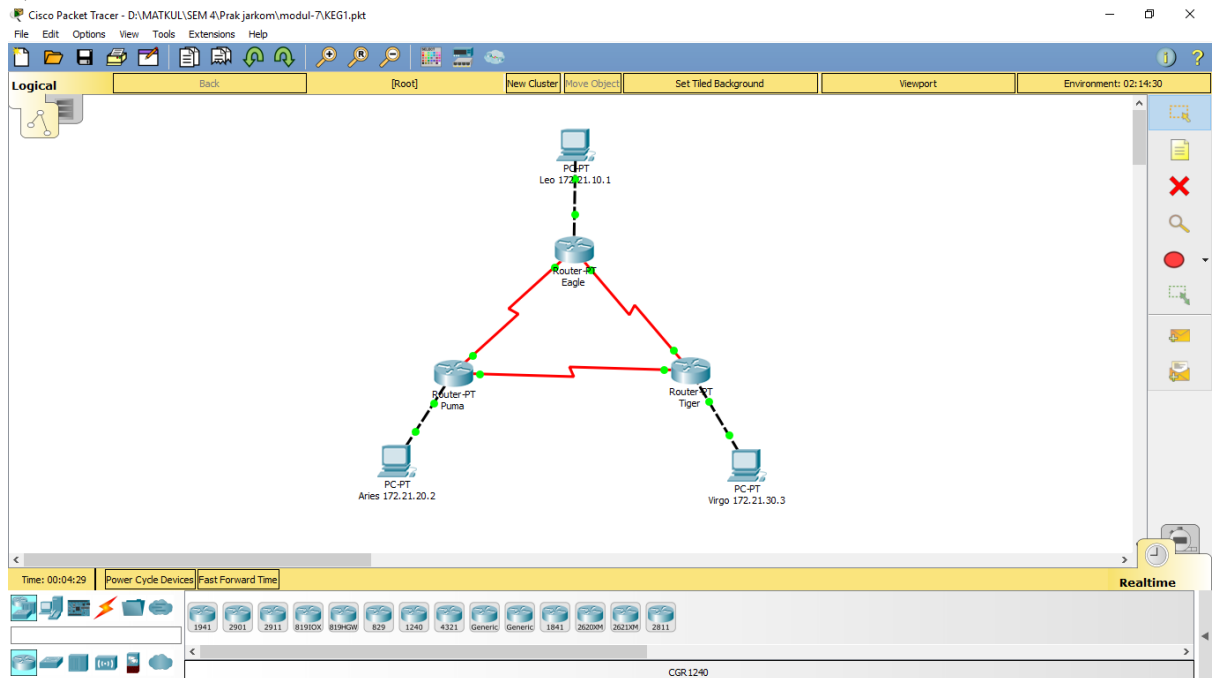 Cisco Packet Tracer - D:\MATKUL\SEM 4\Prak jarkom\modul-7\KEG1.pkt
File Edit Options View Tools Extensions Help
Logical Back [Root] New Cluster Move Object Set Tiled Background Viewport Environment: 02:14:30
PC-PT
Leo 172.21.10.1
Router-PT
Eagle
Router-PT
Puma
Router-PT
Tiger
PC-PT
Aries 172.21.20.2
PC-PT
Virgo 172.21.30.3
Time: 00:04:29 Power Cycle Devices Fast Forward Time Realtime
1941 2901 2911 819IOX 819HGW 829 1240 4321 Generic Generic 1841 2620XM 2621XM 2811
CGR1240